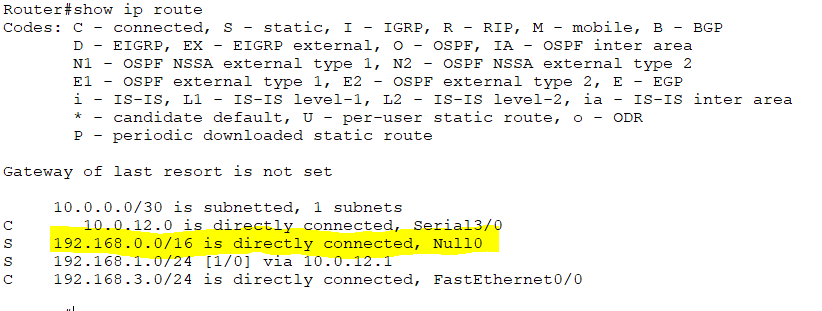 Router#show ip route
Codes: C - connected, S - static, I - IGRP, R - RIP, M - mobile, B - BGP
       D - EIGRP, EX - EIGRP external, O - OSPF, IA - OSPF inter area
       N1 - OSPF NSSA external type 1, N2 - OSPF NSSA external type 2
       E1 - OSPF external type 1, E2 - OSPF external type 2, E - EGP
       i - IS-IS, L1 - IS-IS level-1, L2 - IS-IS level-2, ia - IS-IS inter area
       * - candidate default, U - per-user static route, o - ODR
       P - periodic downloaded static route
Gateway of last resort is not set
     10.0.0.0/30 is subnetted, 1 subnets
C       10.0.12.0 is directly connected, Serial3/0
S    192.168.0.0/16 is directly connected, Null0
S    192.168.1.0/24 [1/0] via 10.0.12.1
C    192.168.3.0/24 is directly connected, FastEthernet0/0